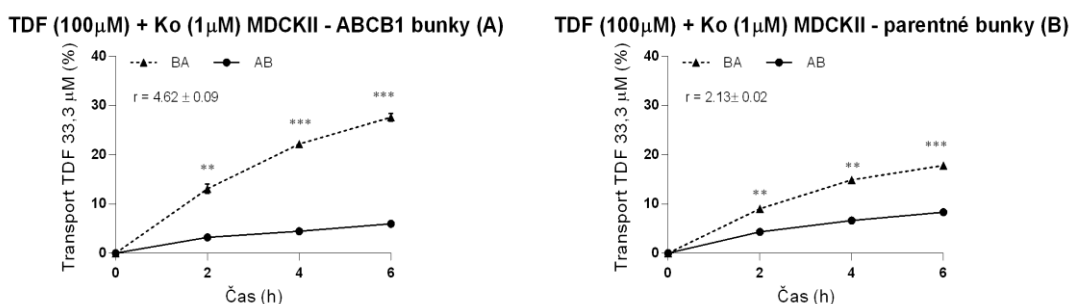 TDF (100μM) + Ko (1μM) MDCKII - ABCB1 bunky (A)
Transport TDF 33,3 μM (%)
40
30
20
10
0
BA
AB
r = 4.62 ± 0.09
**
***
***
0
2
4
6
Čas (h)
TDF (100μM) + Ko (1μM) MDCKII - parentné bunky (B)
Transport TDF 33,3 μM (%)
40
30
20
10
0
BA
AB
r = 2.13± 0.02
**
**
***
0
2
4
6
Čas (h)